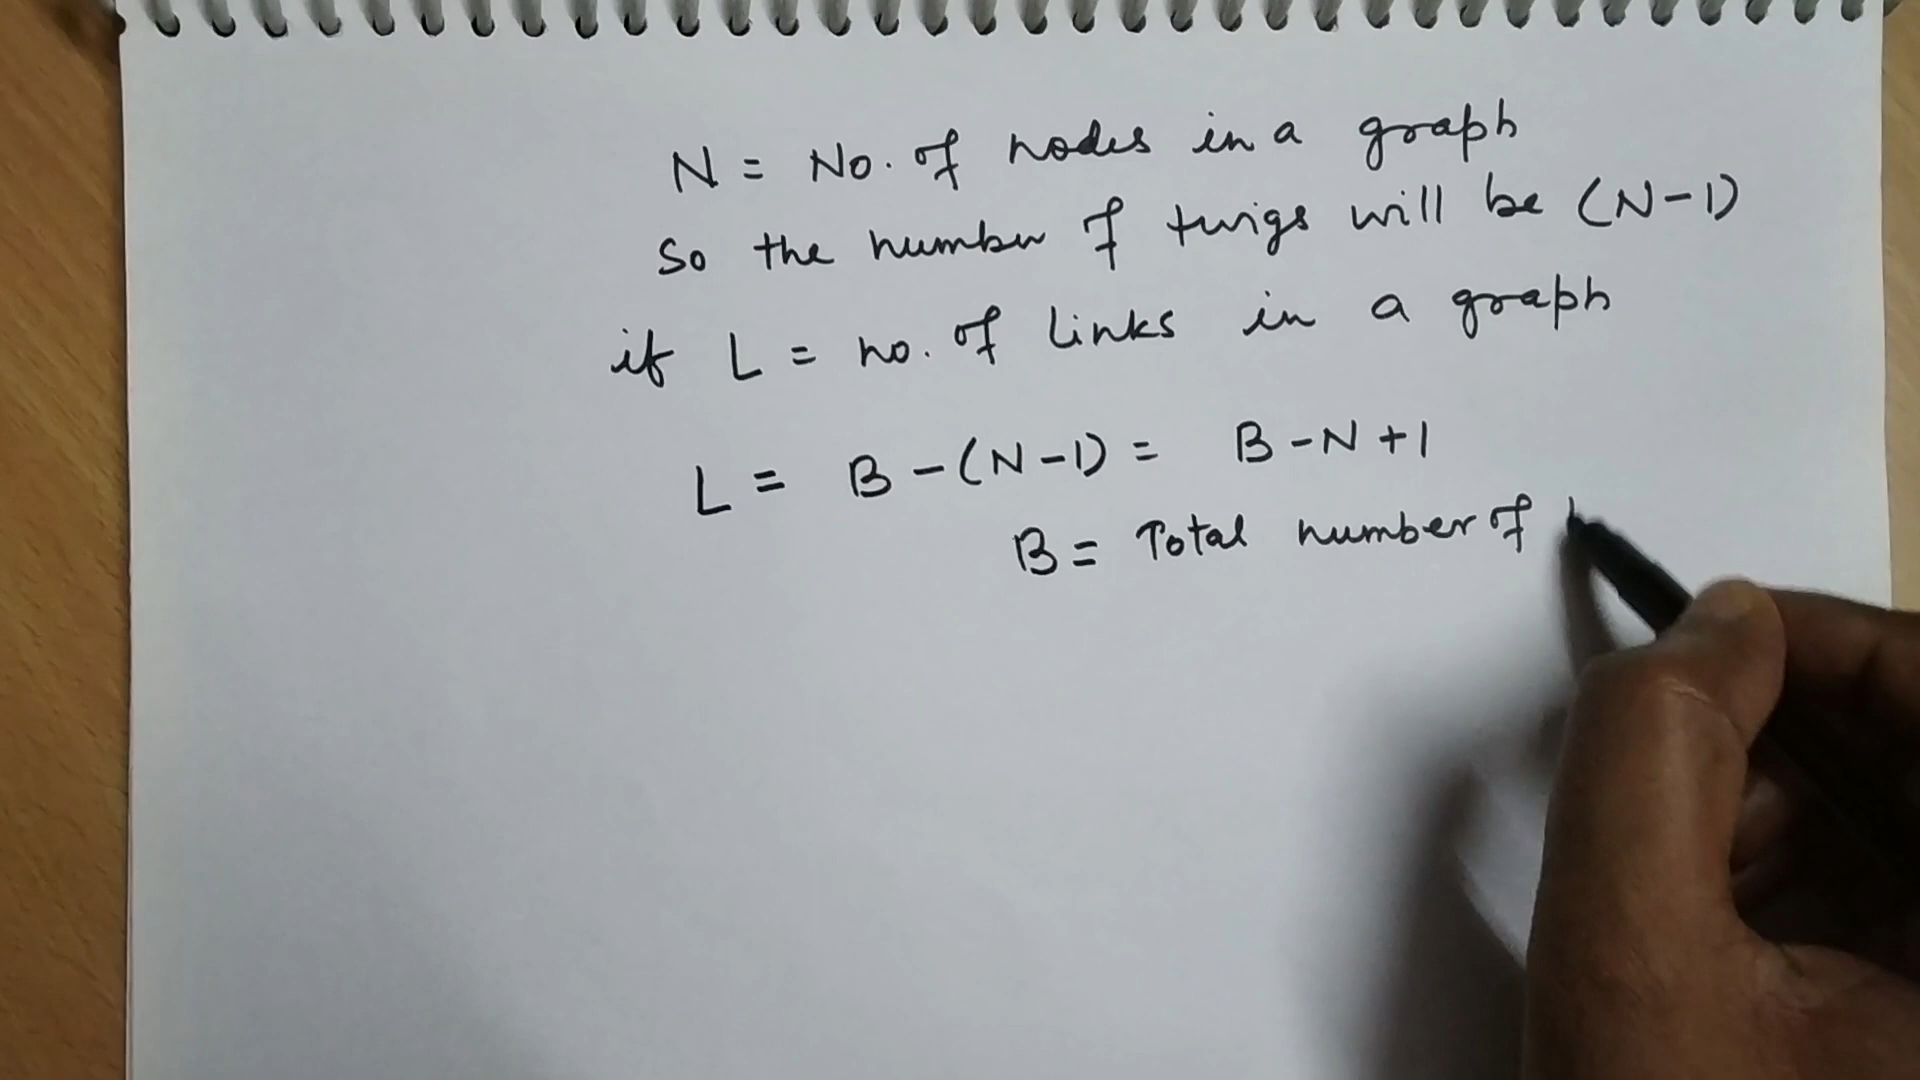 N = No. of nodes in a graph
So the number of twigs will be (N-1)
if L = no. of Links in a graph
L = B - (N-1) = B - N + 1
B = Total number of